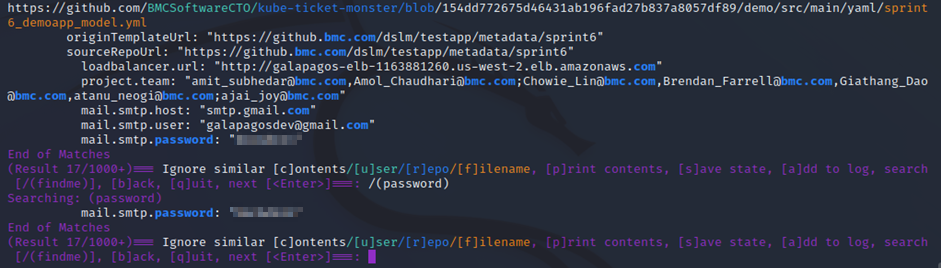 https://github.com/BMCSoftwareCTO/kube-ticket-monster/blob/154dd772675d46431ab196fad27b837a8057df89/demo/src/main/yaml/sprint
6_demoapp_model.yml
originTemplateUrl: "https://github.bmc.com/dslm/testapp/metadata/sprint6"
sourceRepoUrl: "https://github.bmc.com/dslm/testapp/metadata/sprint6"
loadbalancer.url: "http://galapagos-elb-1163881260.us-west-2.elb.amazonaws.com"
project.team: "amit_subhedar@bmc.com,Amol_Chaudhari@bmc.com;Chowie_Lin@bmc.com,Brendan_Farrell@bmc.com,Giathang_Dao
@bmc.com,atanu_neogi@bmc.com;ajai_joy@bmc.com"
mail.smtp.host: "smtp.gmail.com"
mail.smtp.user: "galapagosdev@gmail.com"
mail.smtp.password: "
End of Matches
(Result 17/1000+)=== Ignore similar [c]ontents/[u]ser/[r]epo/[f]ilename, [p]rint contents, [s]ave state, [a]dd to log, search
[/(findme)], [b]ack, [q]uit, next [<Enter>]===: /(password)
Searching: (password)
mail.smtp.password: "
End of Matches
(Result 17/1000+)=== Ignore similar [c]ontents/[u]ser/[r]epo/[f]ilename, [p]rint contents, [s]ave state, [a]dd to log, search
[/(findme)], [b]ack, [q]uit, next [<Enter>]===: